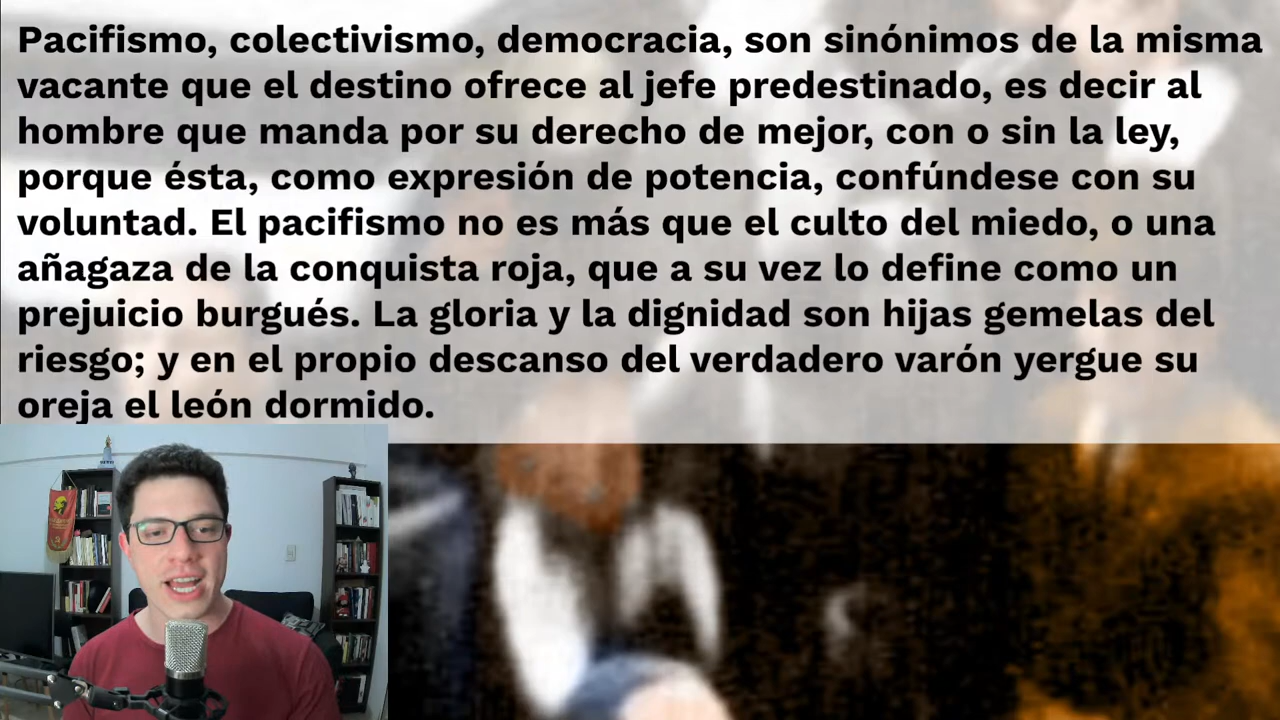 Pacifismo, colectivismo, democracia, son sinónimos de la misma
vacante que el destino ofrece al jefe predestinado, es decir al
hombre que manda por su derecho de mejor, con o sin la ley,
porque ésta, como expresión de potencia, confúndese con su
voluntad. El pacifismo no es más que el culto del miedo, o una
añagaza de la conquista roja, que a su vez lo define como un
prejuicio burgués. La gloria y la dignidad son hijas gemelas del
riesgo; y en el propio descanso del verdadero varón yergue su
oreja el león dormido.